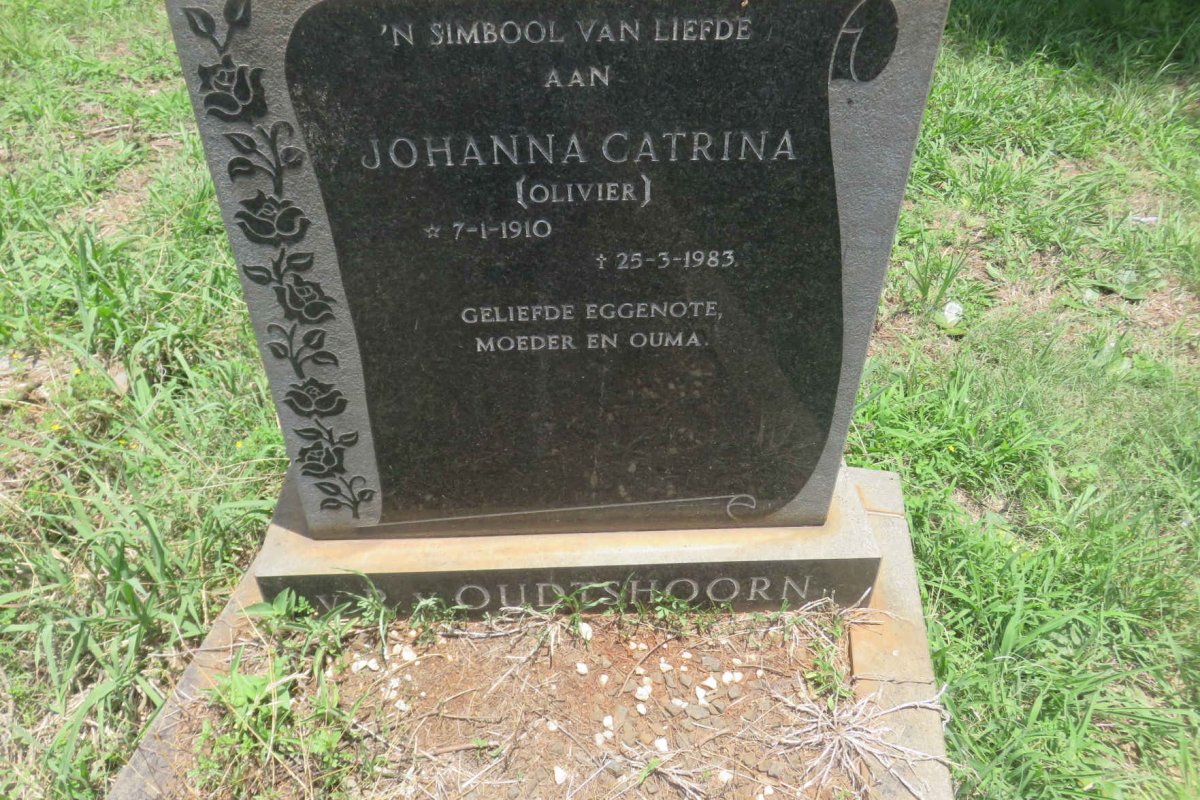 'N SIMBOOL VAN LIEFDE
AAN
JOHANNA CATRINA
(OLIVIER)
☆ 7-1-1910
† 25-3-1983.
GELIEFDE EGGENOTE,
MOEDER EN OUMA.
v OUDTSHOORN